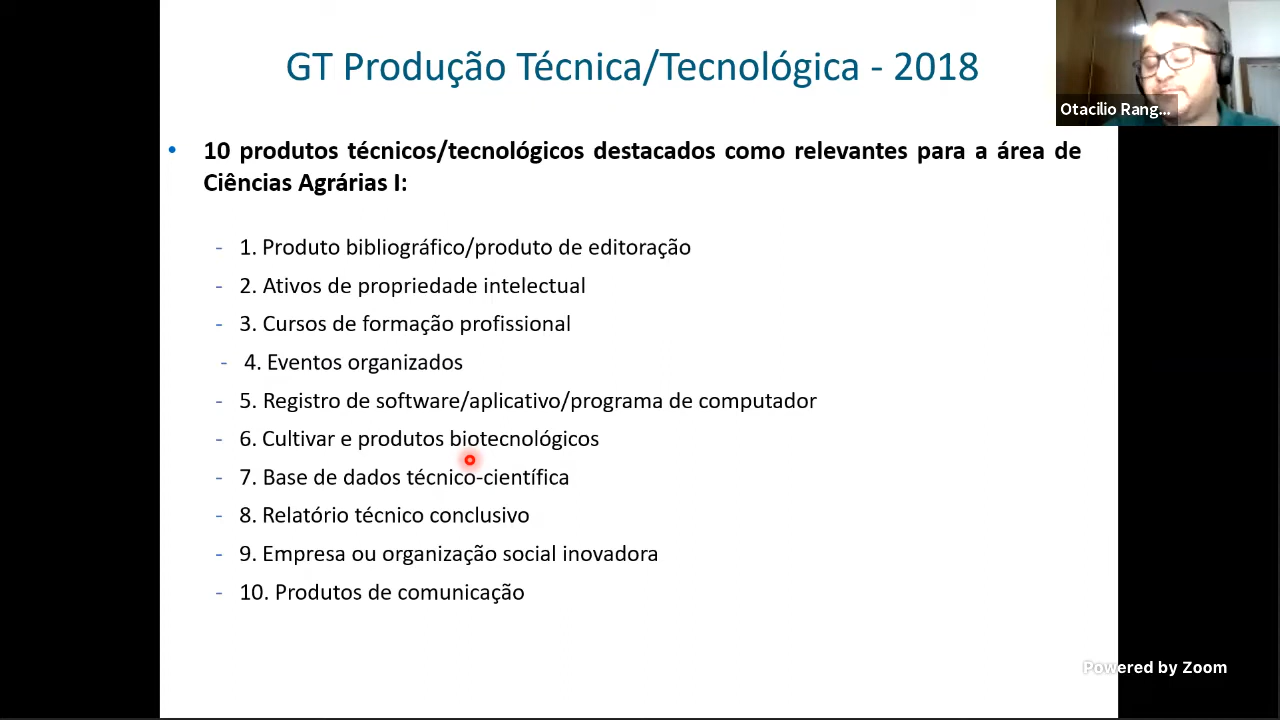 GT Produção Técnica/Tecnológica - 2018
Otacilio Rang...
• 10 produtos técnicos/tecnológicos destacados como relevantes para a área de
Ciências Agrárias I:
- 1. Produto bibliográfico/produto de editoração
- 2. Ativos de propriedade intelectual
- 3. Cursos de formação profissional
- 4. Eventos organizados
- 5. Registro de software/aplicativo/programa de computador
- 6. Cultivar e produtos biotecnológicos
- 7. Base de dados técnico-científica
- 8. Relatório técnico conclusivo
- 9. Empresa ou organização social inovadora
- 10. Produtos de comunicação
Powered by Zoom